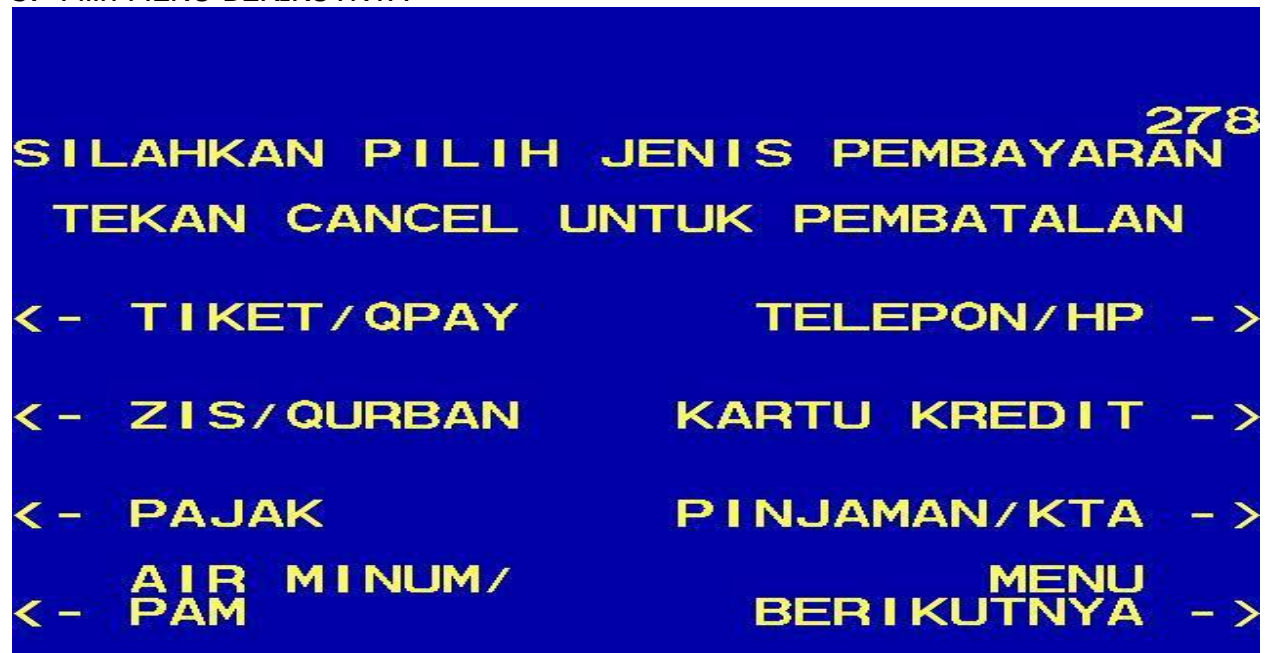 278
SILAHKAN PILIH JENIS PEMBAYARAN
TEKAN CANCEL UNTUK PEMBATALAN
<- TIKET/QPAY TELEPON/HP ->
<- ZIS/QURBAN KARTU KREDIT ->
<- PAJAK PINJAMAN/KTA ->
AIR MINUM/ MENU
<- PAM BERIKUTNYA ->